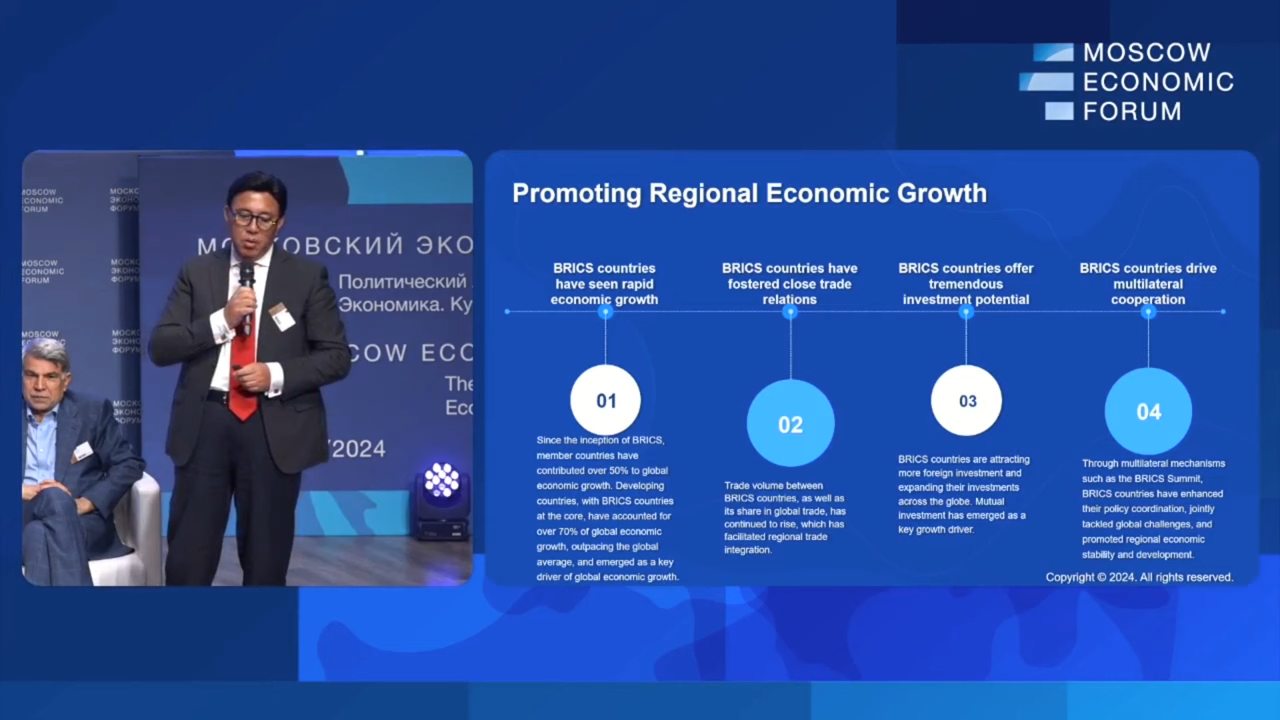 MOSCOW
ECONOMIC
FORUM
MOSCOW
ECONOMIC
FORUM
МОСКОВСКИЙ ЭКО
Политический
Экономика. Ку
ECO
The
2024
Promoting Regional Economic Growth
BRICS countries
have seen rapid
economic growth
01
Since the inception of BRICS,
member countries have
contributed over 50% to global
economic growth. Developing
countries, with BRICS countries
at the core, have accounted for
over 70% of global economic
growth, outpacing the global
average, and emerged as a key
driver of global economic growth.
BRICS countries have
fostered close trade
relations
02
Trade volume between
BRICS countries, as well as
its share in global trade, has
continued to rise, which has
facilitated regional trade
integration.
BRICS countries offer
tremendous
investment potential
03
BRICS countries are attracting
more foreign investment and
expanding their investments
across the globe. Mutual
investment has emerged as a
key growth driver.
BRICS countries drive
multilateral
cooperation
04
Through multilateral mechanisms
such as the BRICS Summit,
BRICS countries have enhanced
their policy coordination, jointly
tackled global challenges, and
promoted regional economic
stability and development.
Copyright © 2024. All rights reserved.